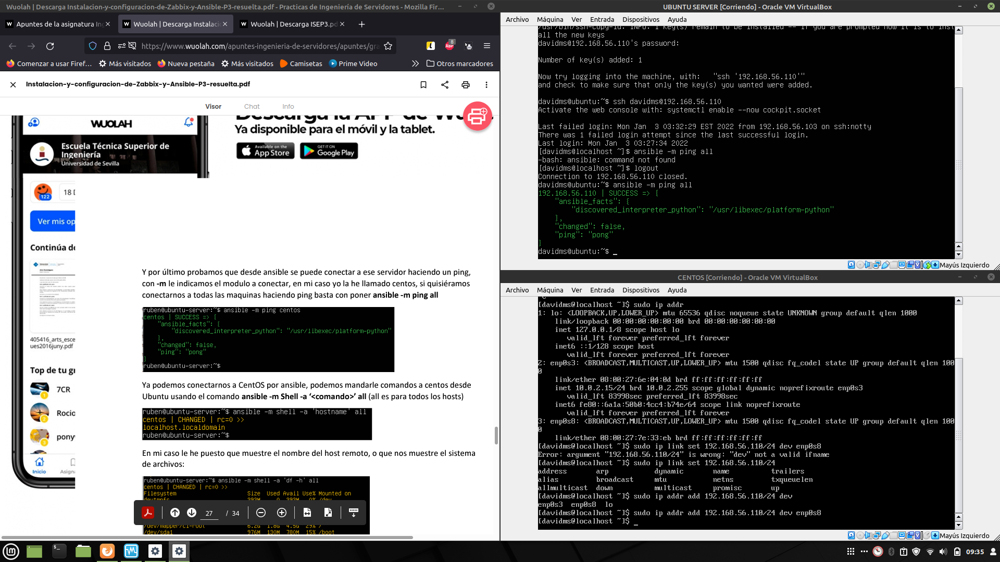 Wuolah | Descarga Instalacion-y-configuracion-de-Zabbix-y-Ansible-P3-resuelta.pdf - Practicas de Ingeniería de Servidores - Mozilla Fir...
Apuntes de la asignatura In
Wuolah | Descarga Instalaci
Wuolah | Descarga ISEP3.pd
https://www.wuolah.com/apuntes-ingenieria-de-servidores/apuntes/gra
8
Comenzar a usar Firef...
Más visitados
Nueva pestaña
Más visitados
Camisetas
Prime Video
Otros marcadores
Instalacion-y-configuracion-de-Zabbix-y-Ansible-P3-resuelta.pdf
Visor
Chat
Info
WUOLAH
Escuela Técnica Superior de
Ingeniería
Universidad de Sevilla
122
18 D
Ver mis op
Continúa do
405416_arts_esce
ues2016juny.pdf
Top de tu gr
7CR
1
Rocio
2
pony
3
Inicio
Asigna
Descarga la APP de Wuolah.
Ya disponible para el móvil y la tablet.
Available on the
App Store
GET IT ON
Google Play
Y por último probamos que desde ansible se puede conectar a ese servidor haciendo un ping,
con -m le indicamos el modulo a conectar, en mi caso yo la he llamado centos, si quisiéramos
conectarnos a todas las maquinas haciendo ping basta con poner ansible -m ping all
ruben@ubuntu-server:~$ ansible -m ping centos
centos | SUCCESS => {
    "ansible_facts": {
        "discovered_interpreter_python": "/usr/libexec/platform-python"
    },
    "changed": false,
    "ping": "pong"
}
ruben@ubuntu-server:~$
Ya podemos conectarnos a CentOS por ansible, podemos mandarle comandos a centos desde
Ubuntu usando el comando ansible -m Shell -a ‘<comando>’ all (all es para todos los hosts)
ruben@ubuntu-server:~$ ansible -m shell -a 'hostname' all
centos | CHANGED | rc=0 >>
localhost.localdomain
ruben@ubuntu-server:~$
En mi caso le he puesto que muestre el nombre del host remoto, o que nos muestre el sistema
de archivos:
ruben@ubuntu-server:~$ ansible -m shell -a 'df -h' all
centos | CHANGED | rc=0 >>
Filesystem Size Used Avail Use% Mounted on
devtmpfs 393M 0 393M 0% /dev
27 / 34
/dev/mapper/cl-root 6.2G 1.8G 4.5G 29% /
/dev/sda1 976M 130M 780M 15% /boot
UBUNTU SERVER [Corriendo] - Oracle VM VirtualBox
Archivo Máquina Ver Entrada Dispositivos Ayuda
/usr/bin/ssh-copy-id: INFO: 1 key(s) remain to be installed -- if you are prompted now it is to inst
all the new keys
davidms@192.168.56.110's password:
Number of key(s) added: 1
Now try logging into the machine, with:   "ssh '192.168.56.110'"
and check to make sure that only the key(s) you wanted were added.
davidms@ubuntu:~$ ssh davidms@192.168.56.110
Activate the web console with: systemctl enable --now cockpit.socket
Last failed login: Mon Jan  3 03:32:29 EST 2022 from 192.168.56.103 on ssh:notty
There was 1 failed login attempt since the last successful login.
Last login: Mon Jan  3 03:27:34 2022
[davidms@localhost ~]$ ansible -m ping all
-bash: ansible: command not found
[davidms@localhost ~]$ logout
Connection to 192.168.56.110 closed.
davidms@ubuntu:~$ ansible -m ping all
192.168.56.110 | SUCCESS => {
    "ansible_facts": {
        "discovered_interpreter_python": "/usr/libexec/platform-python"
    },
    "changed": false,
    "ping": "pong"
}
davidms@ubuntu:~$ _
Mayús Izquierdo
CENTOS [Corriendo] - Oracle VM VirtualBox
Archivo Máquina Ver Entrada Dispositivos Ayuda
[davidms@localhost ~]$ sudo ip addr
1: lo: <LOOPBACK,UP,LOWER_UP> mtu 65536 qdisc noqueue state UNKNOWN group default qlen 1000
    link/loopback 00:00:00:00:00:00 brd 00:00:00:00:00:00
    inet 127.0.0.1/8 scope host lo
       valid_lft forever preferred_lft forever
    inet6 ::1/128 scope host
       valid_lft forever preferred_lft forever
2: enp0s3: <BROADCAST,MULTICAST,UP,LOWER_UP> mtu 1500 qdisc fq_codel state UP group default qlen 100
0
    link/ether 08:00:27:6e:04:0d brd ff:ff:ff:ff:ff:ff
    inet 10.0.2.15/24 brd 10.0.2.255 scope global dynamic noprefixroute enp0s3
       valid_lft 83998sec preferred_lft 83998sec
    inet6 fe80::6a1a:50b0:4cc4:b74e/64 scope link noprefixroute
       valid_lft forever preferred_lft forever
3: enp0s8: <BROADCAST,MULTICAST,UP,LOWER_UP> mtu 1500 qdisc fq_codel state UP group default qlen 100
0
    link/ether 08:00:27:7e:33:eb brd ff:ff:ff:ff:ff:ff
[davidms@localhost ~]$ sudo ip link set 192.168.56.110/24 dev enp0s8
Error: argument "192.168.56.110/24" is wrong: "dev" not a valid ifname
[davidms@localhost ~]$ sudo ip link set 192.168.56.110/24
address       arp           dynamic       name          trailers
alias         broadcast     mtu           netns         txqueuelen
allmulticast  down          multicast     promisc       up
[davidms@localhost ~]$ sudo ip addr add 192.168.56.110/24 dev
enp0s3  enp0s8  lo
[davidms@localhost ~]$ sudo ip addr add 192.168.56.110/24 dev enp0s8
[davidms@localhost ~]$ _
Mayús Izquierdo
09:35